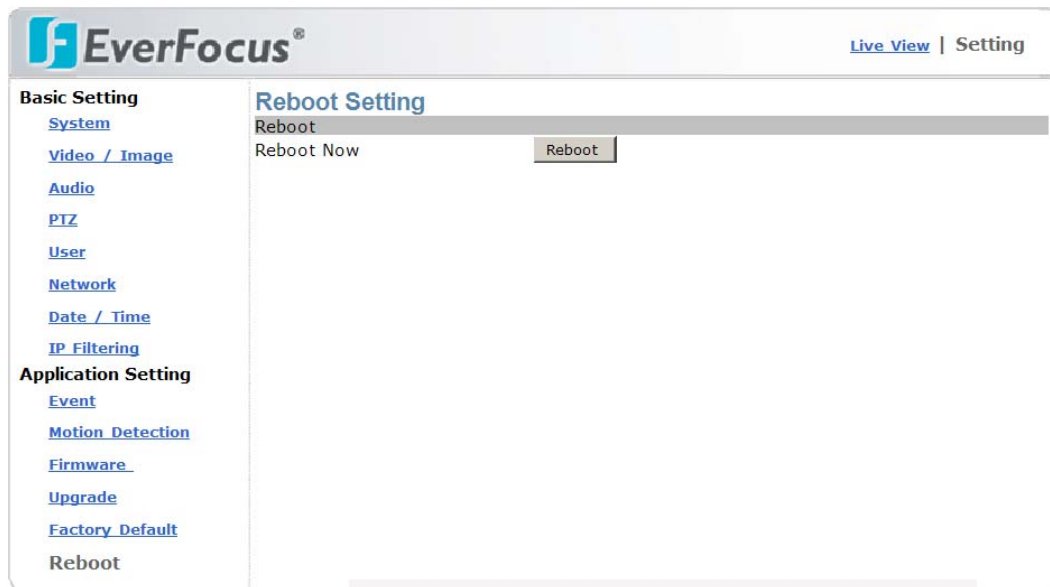 EverFocus®
Live View | Setting
Basic Setting
System
Video / Image
Audio
PTZ
User
Network
Date / Time
IP Filtering
Application Setting
Event
Motion Detection
Firmware
Upgrade
Factory Default
Reboot
Reboot Setting
Reboot
Reboot Now Reboot